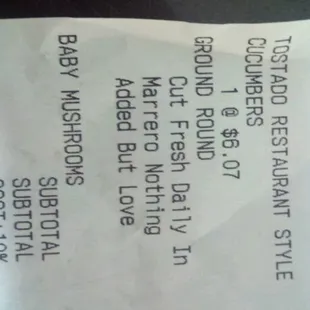 TOSTADO RESTAURANT STYLE
CUCUMBERS
1 @ $6.07
GROUND ROUND
Cut Fresh Daily In
Marrero Nothing
Added But Love
BABY MUSHROOMS
SUBTOTAL
SUBTOTAL